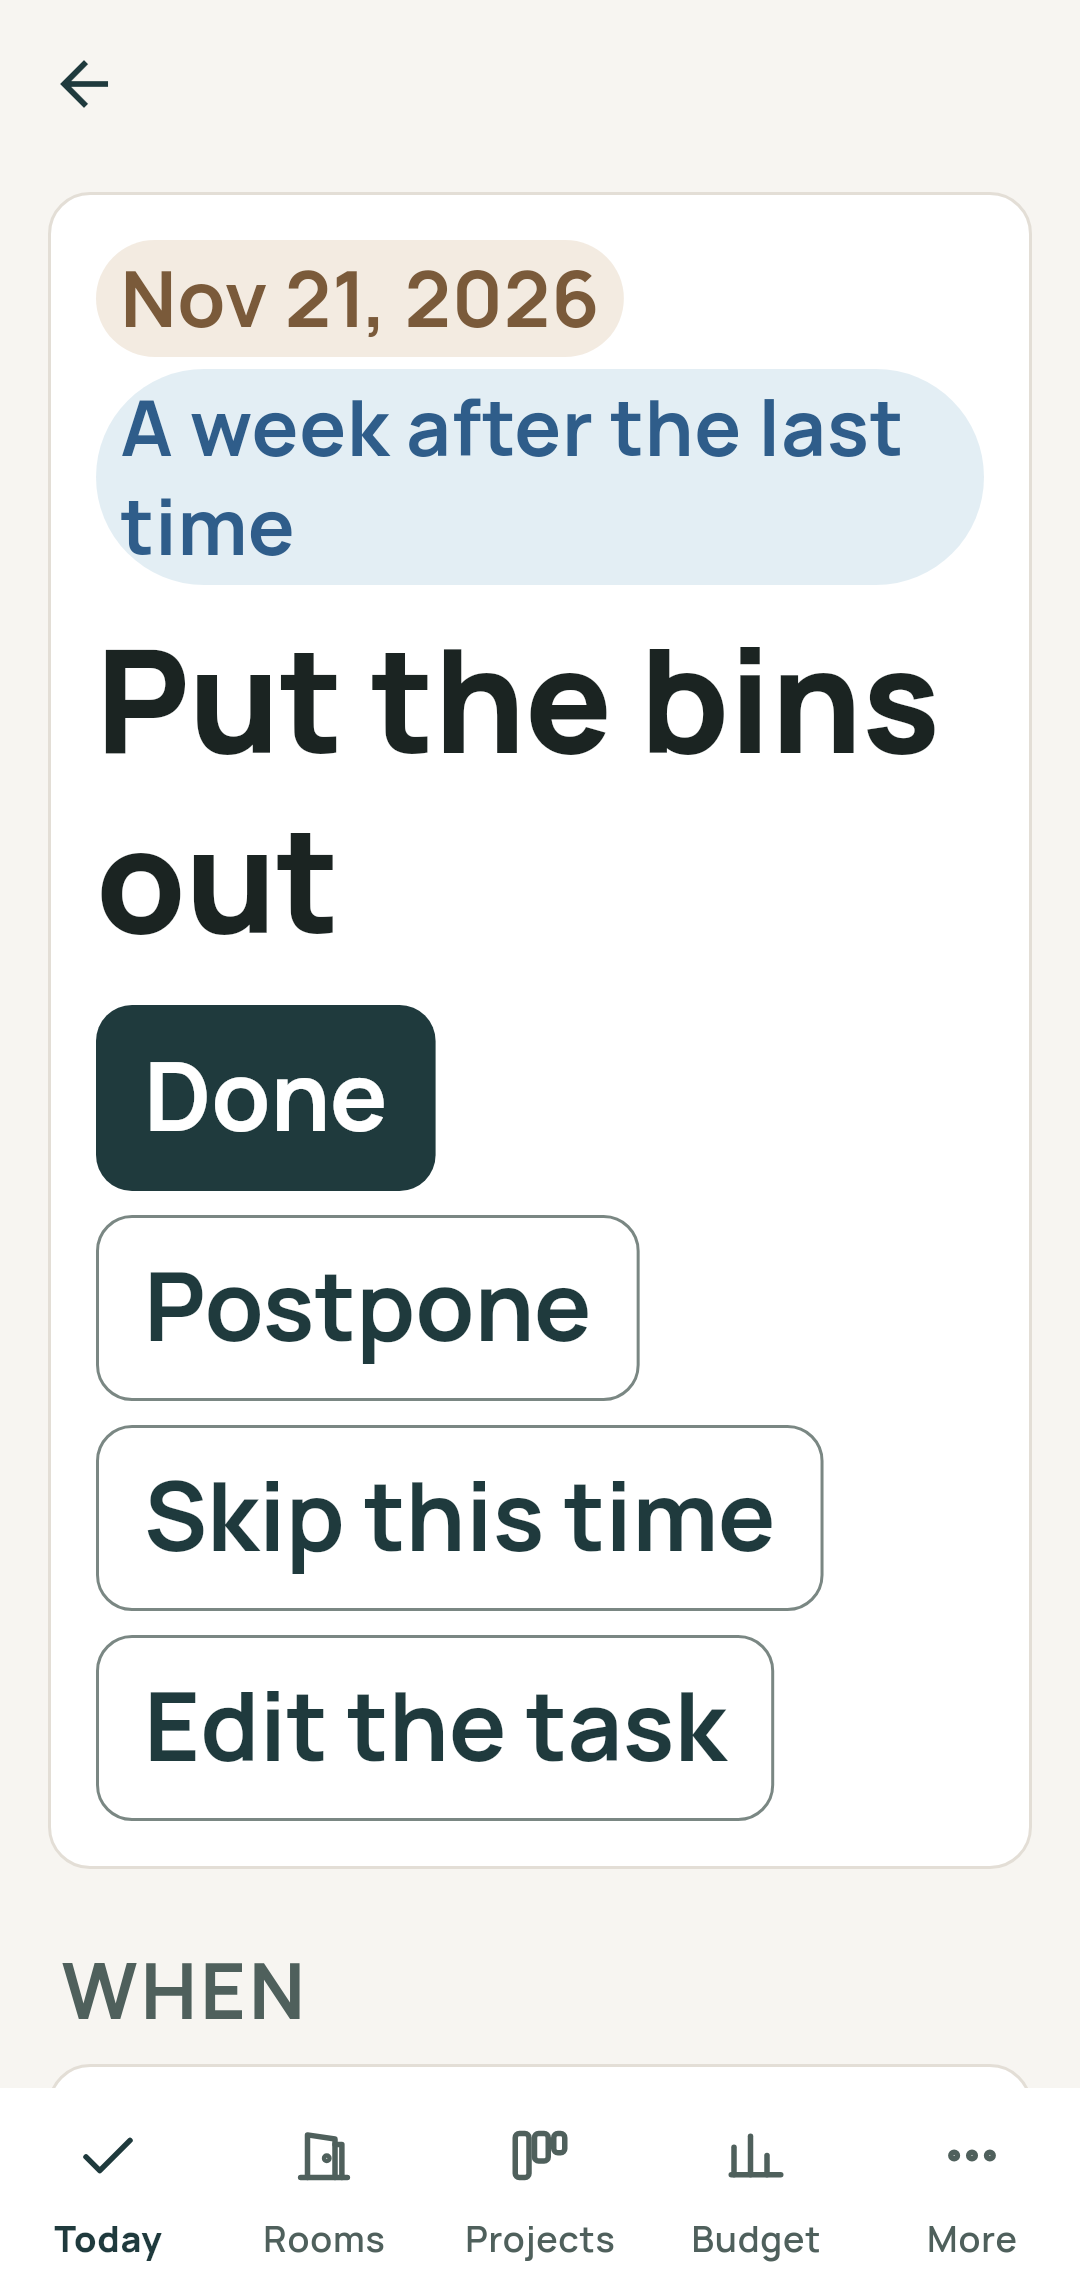 Nov 21, 2026
A week after the last
time
Put the bins
out
Done
Postpone
Skip this time
Edit the task
WHEN
Today
Rooms
Projects
Budget
More